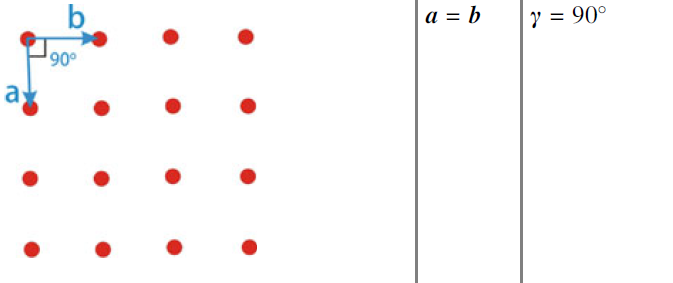 b
90°
a
a = b
γ = 90°